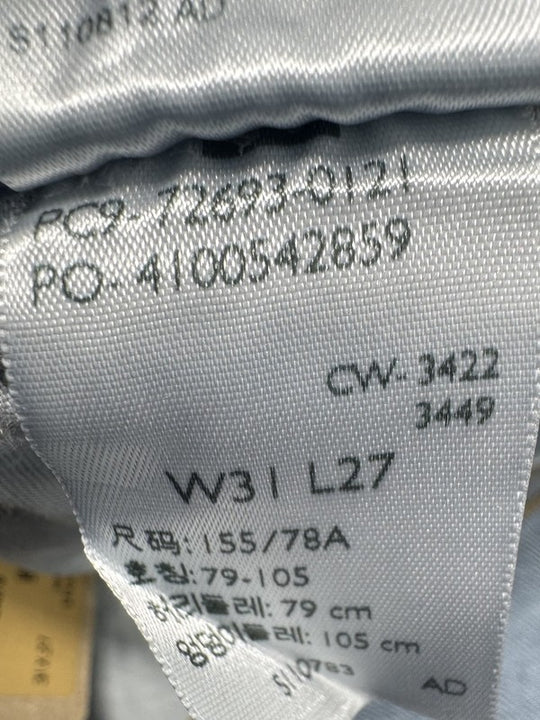 S110812 AD
PC9-72693-0121
PO-4100542859
CW-3422
3449
W31 L27
尺码:155/78A
호칭:79-105
허리둘레: 79 cm
엉덩이둘레: 105 cm
S110783 AD